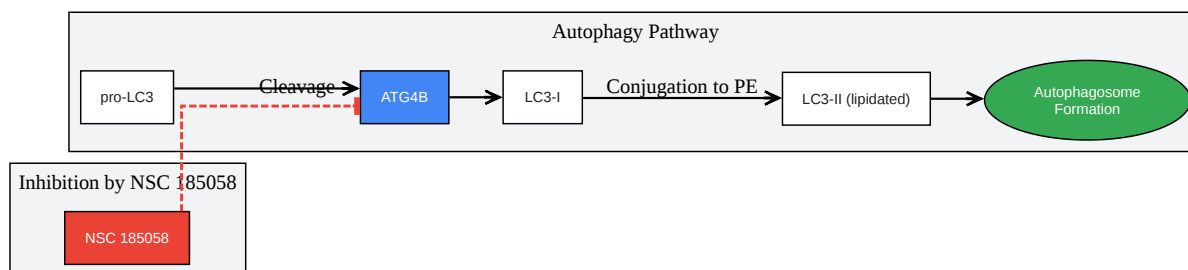 Autophagy Pathway
pro-LC3
Cleavage
ATG4B
LC3-I
Conjugation to PE
LC3-II (lipidated)
Autophagosome
Formation
Inhibition by NSC 185058
NSC 185058